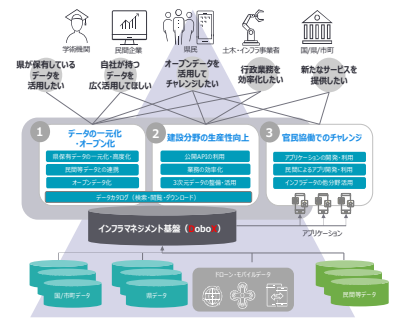 学術機関
民間企業
県民
土木・インフラ事業者
国/県/市町
県が保有している
データを
活用したい
自社が持つ
データを
広く活用してほしい
オープンデータを
活用して
チャレンジしたい
行政業務を
効率化したい
新たなサービスを
提供したい
1
データの一元化
・オープン化
県保有データの一元化・高度化
民間等データとの連携
オープンデータ化
2
建設分野の生産性向上
公開APIの利用
業務の効率化
3次元データの整備・活用
3
官民協働でのチャレンジ
アプリケーションの開発・利用
民間によるアプリ開発・利用
インフラデータの他分野活用
データカタログ（検索・閲覧・ダウンロード）
インフラマネジメント基盤（DoboX）
アプリケーション
国/市町データ
県データ
ドローン・モバイルデータ
民間等データ